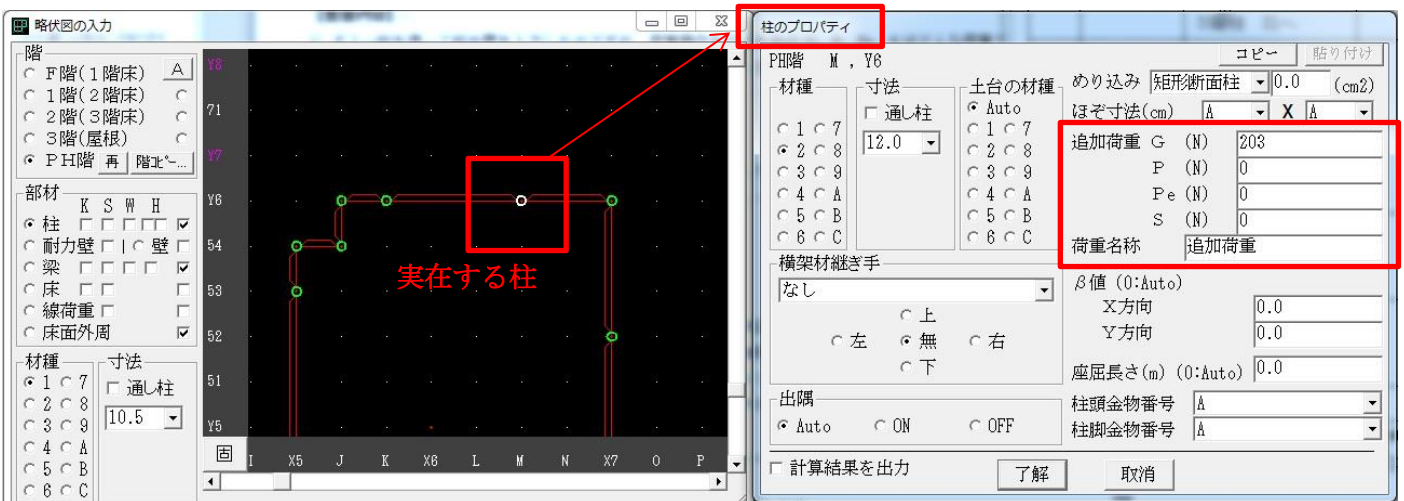 略伏図の入力
階
F階(1階床) A
1階(2階床)
2階(3階床)
3階(屋根)
PH階 再 階ｺﾋﾟｰ...
部材
K S W H
柱
耐力壁 | 壁
梁
床
線荷重
床面外周
材種
1 7
2 8
3 9
4 A
5 B
6 C
寸法
通し柱
10.5
Y8
71
Y7
Y6
54
53
52
51
Y5
実在する柱
固
I X5 J K X6 L M N X7 O P
柱のプロパティ
PH階 M , Y6
コピー 貼り付け
材種
1 7
2 8
3 9
4 A
5 B
6 C
寸法
通し柱
12.0
土台の材種
Auto
1 7
2 8
3 9
4 A
5 B
6 C
めり込み 矩形断面柱 0.0 (cm2)
ほぞ寸法(cm) A X A
追加荷重 G (N) 203
P (N) 0
Pe (N) 0
S (N) 0
荷重名称 追加荷重
横架材継ぎ手
なし
上
左 無 右
下
β値 (0:Auto)
X方向 0.0
Y方向 0.0
座屈長さ(m) (0:Auto) 0.0
出隅
Auto ON OFF
柱頭金物番号 A
柱脚金物番号 A
計算結果を出力
了解 取消